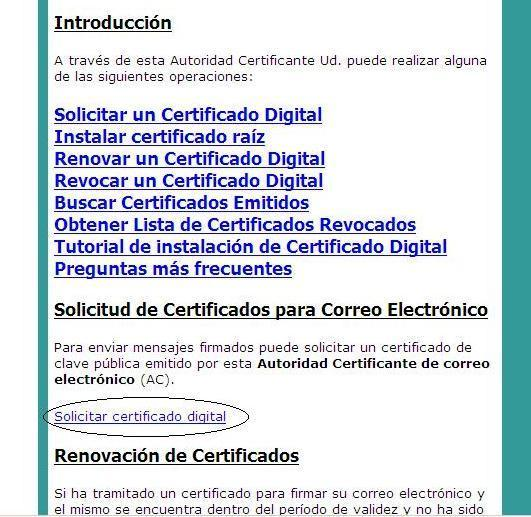 Introducción
A través de esta Autoridad Certificante Ud. puede realizar alguna
de las siguientes operaciones:
Solicitar un Certificado Digital
Instalar certificado raíz
Renovar un Certificado Digital
Revocar un Certificado Digital
Buscar Certificados Emitidos
Obtener Lista de Certificados Revocados
Tutorial de instalación de Certificado Digital
Preguntas más frecuentes
Solicitud de Certificados para Correo Electrónico
Para enviar mensajes firmados puede solicitar un certificado de
clave pública emitido por esta Autoridad Certificante de correo
electrónico (AC).
Solicitar certificado digital
Renovación de Certificados
Si ha tramitado un certificado para firmar su correo electrónico y
el mismo se encuentra dentro del período de validez y no ha sido